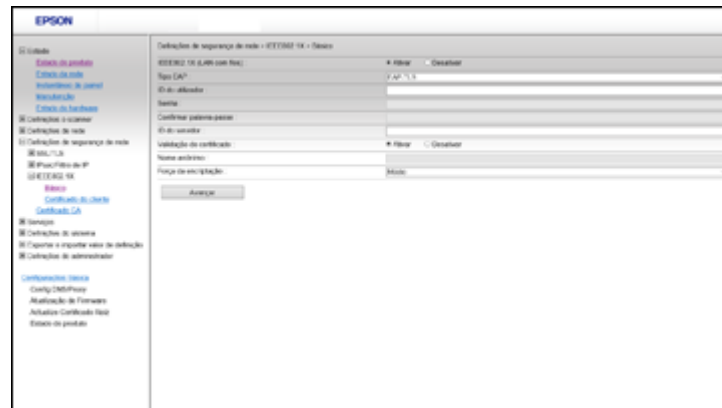 EPSON
Estado
Estado do produto
Estado da rede
Instantâneo do painel
Manutenção
Estado do hardware
Definições o scanner
Definições de rede
Definições de segurança de rede
SSL/TLS
IPsec/Filtro de IP
IEEE802.1X
Básico
Certificado do cliente
Certificado CA
Serviços
Definições do sistema
Exportar e importar valor de definição
Definições do administrador
Configurações Básica
Config DNS/Proxy
Atualização do Firmware
Actualize Certificado Raiz
Estado do produto
Definições de segurança de rede > IEEE802.1X > Básico
IEEE802.1X (LAN com fios) : Ativar Desativar
Tipo EAP : EAP-TLS
ID do utilizador :
Senha :
Confirmar palavra-passe :
ID do servidor :
Validação do certificado : Ativar Desativar
Nome anónimo :
Força da encriptação : Médio
Avançar